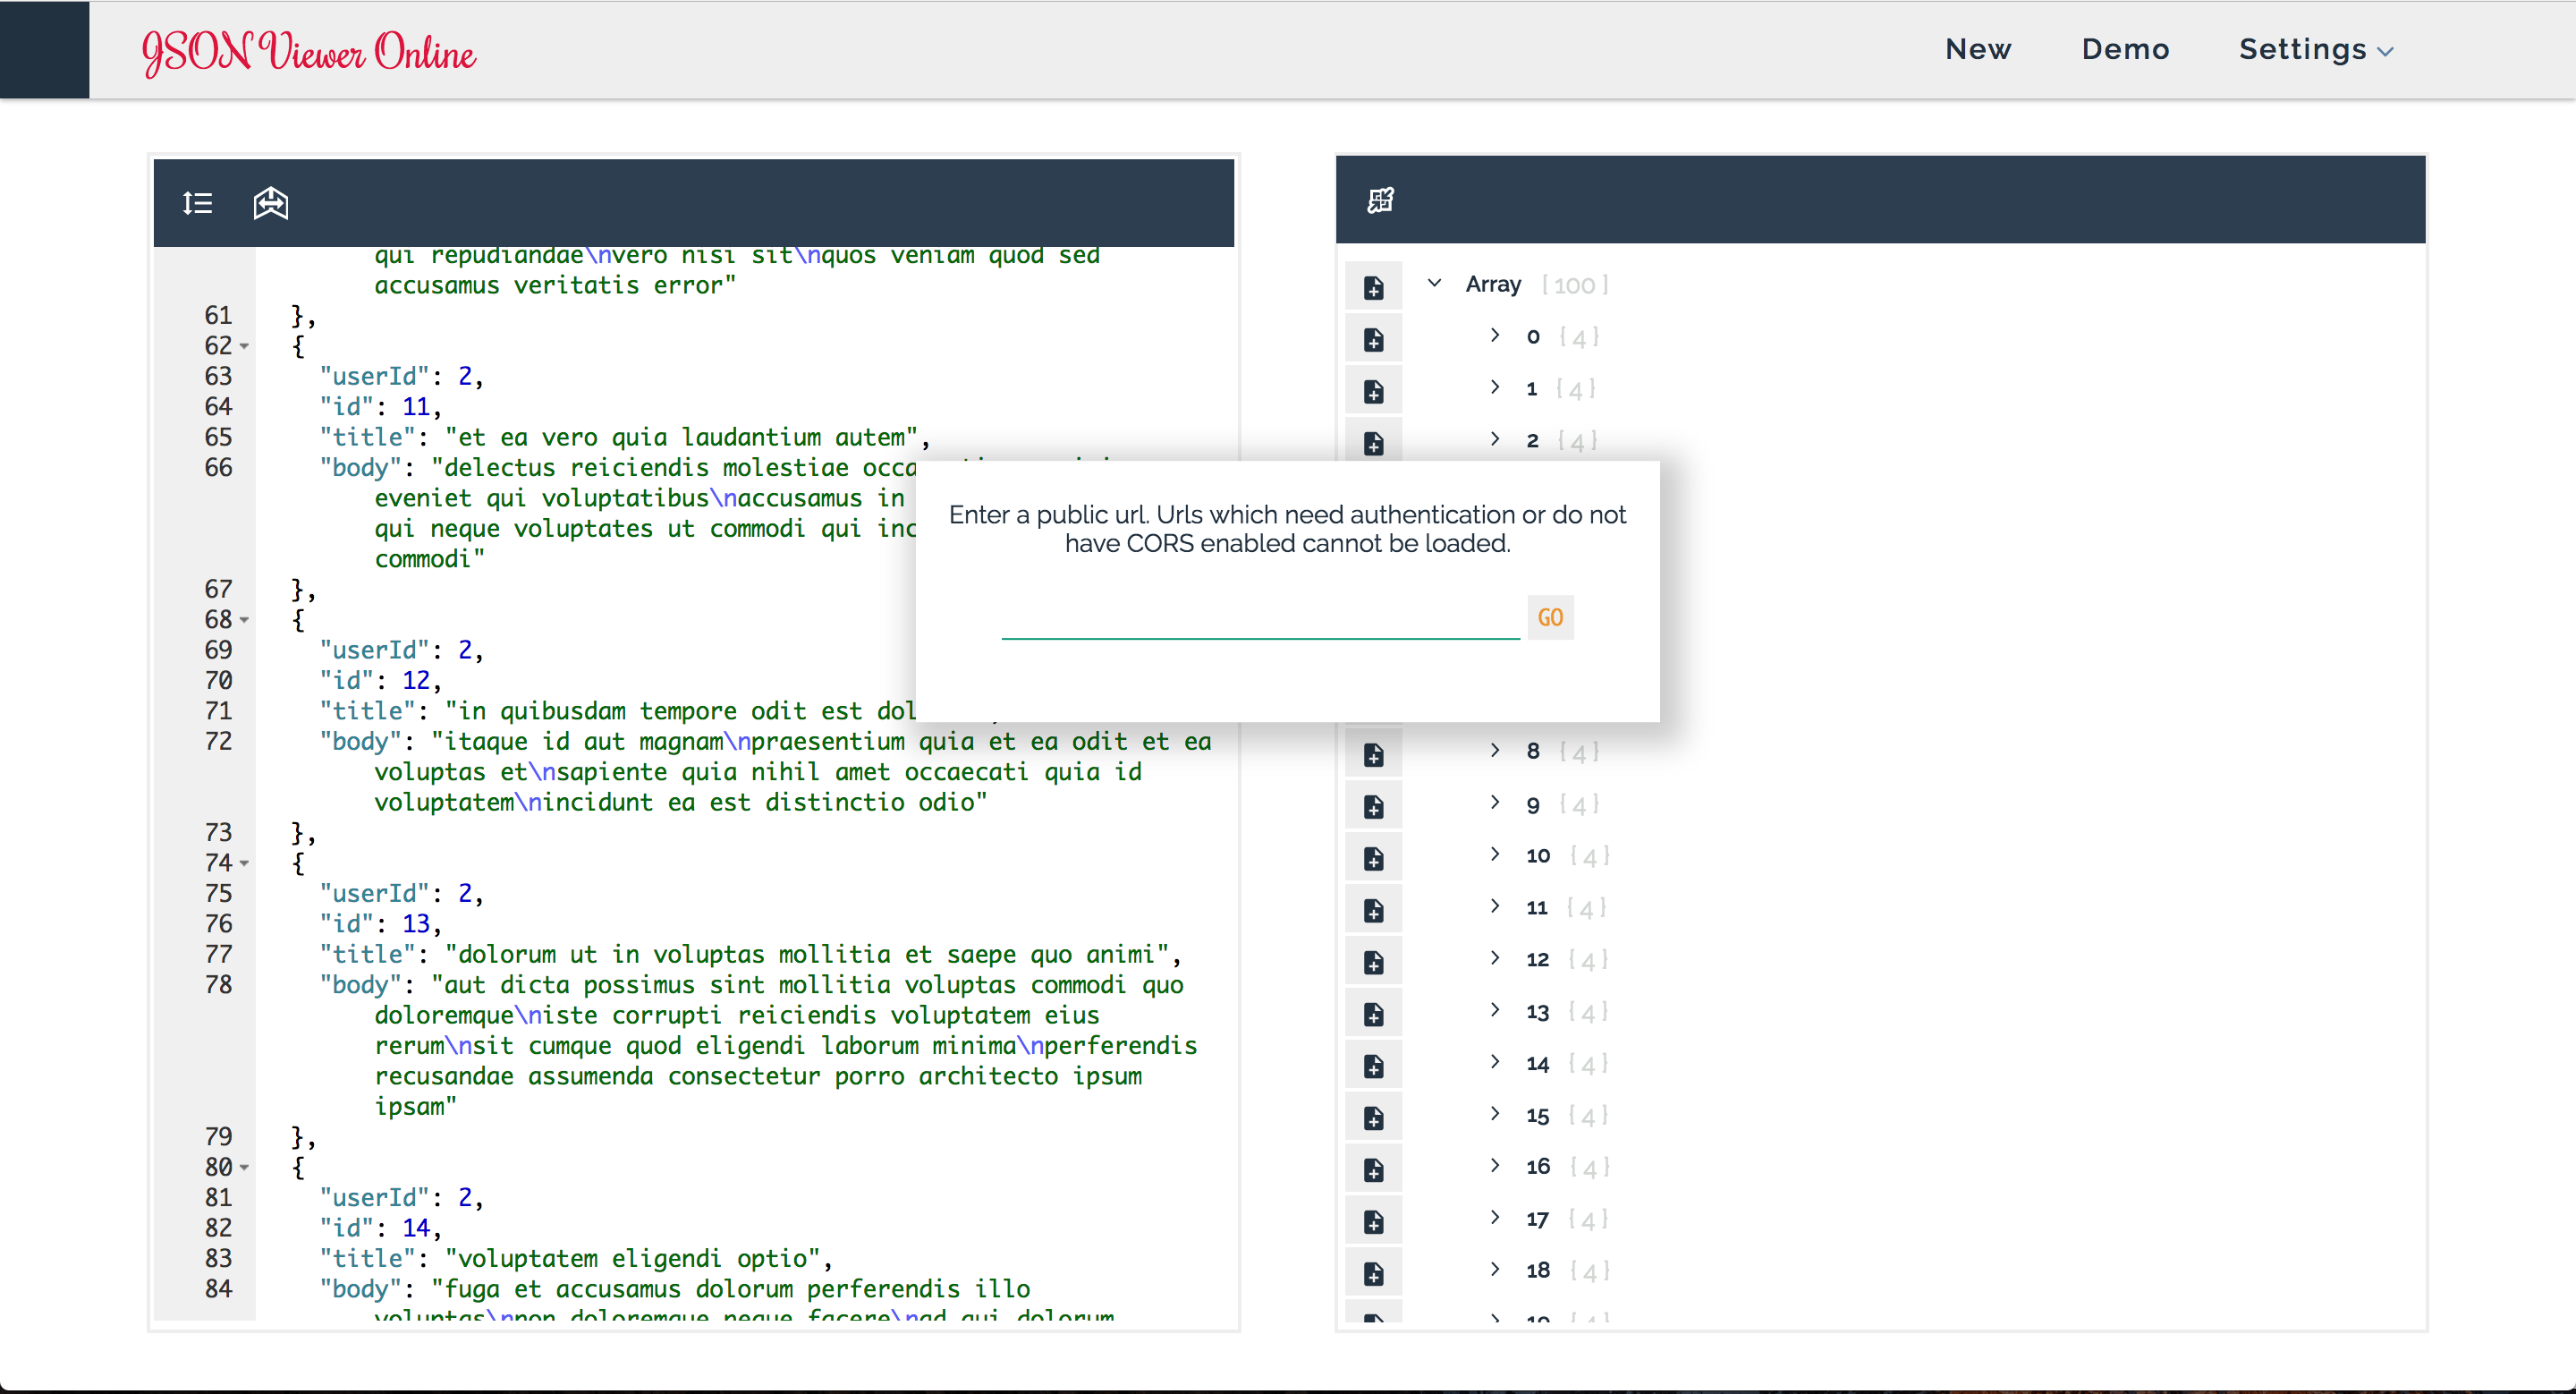 JSON Viewer Online
New Demo Settings
qui repudiandae\nvero nisi sit\nquos veniam quod sed
accusamus veritatis error"
61 },
62 {
63 "userId": 2,
64 "id": 11,
65 "title": "et ea vero quia laudantium autem",
66 "body": "delectus reiciendis molestiae
eveniet qui voluptatibus\naccusamus in
qui neque voluptates ut commodi qui
commodi"
67 },
68 {
69 "userId": 2,
70 "id": 12,
71 "title": "in quibusdam tempore odit est
72 "body": "itaque id aut magnam\npraesentium quia et ea odit et ea
voluptas et\nsapiente quia nihil amet occaecati quia id
voluptatem\nincidunt ea est distinctio odio"
73 },
74 {
75 "userId": 2,
76 "id": 13,
77 "title": "dolorum ut in voluptas mollitia et saepe quo animi",
78 "body": "aut dicta possimus sint mollitia voluptas commodi quo
doloremque\niste corrupti reiciendis voluptatem eius
rerum\nsit cumque quod eligendi laborum minima\nperferendis
recusandae assumenda consectetur porro architecto ipsum
ipsam"
79 },
80 {
81 "userId": 2,
82 "id": 14,
83 "title": "voluptatem eligendi optio",
84 "body": "fuga et accusamus dolorum perferendis illo
voluptas\nnon doloremque neque facere\nad qui dolorum
Enter a public url. Urls which need authentication or do not
have CORS enabled cannot be loaded.
GO
Array [ 100 ]
0 { 4 }
1 { 4 }
2 { 4 }
8 { 4 }
9 { 4 }
10 { 4 }
11 { 4 }
12 { 4 }
13 { 4 }
14 { 4 }
15 { 4 }
16 { 4 }
17 { 4 }
18 { 4 }
19 { 4 }